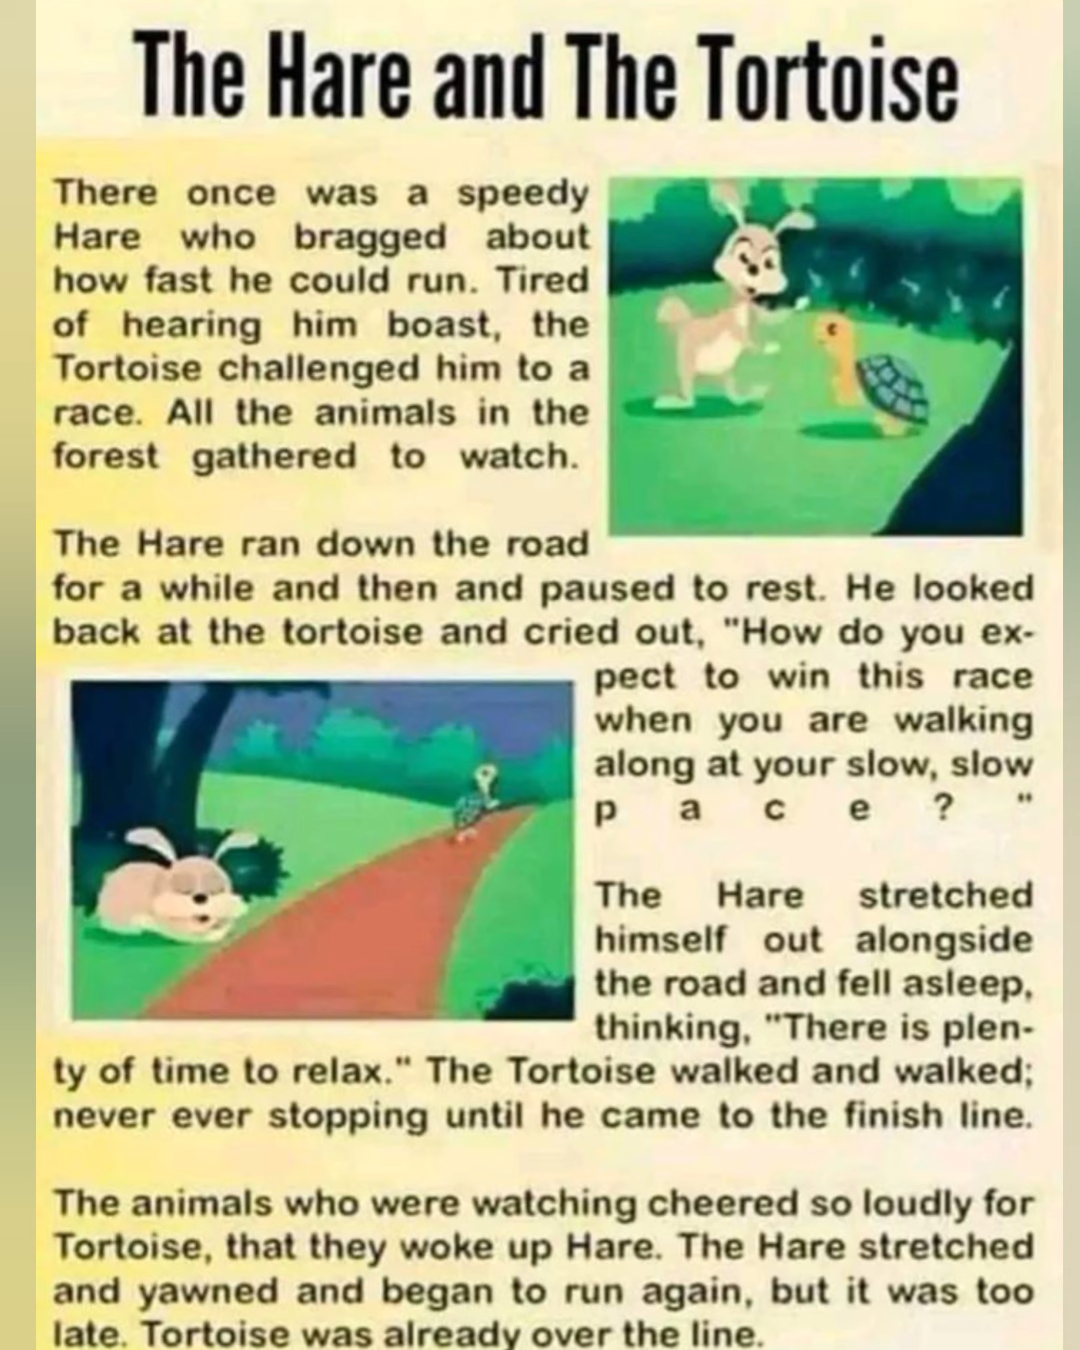 The Hare and The Tortoise
There once was a speedy
Hare who bragged about
how fast he could run. Tired
of hearing him boast, the
Tortoise challenged him to a
race. All the animals in the
forest gathered to watch.
The Hare ran down the road
for a while and then and paused to rest. He looked
back at the tortoise and cried out, "How do you ex-
pect to win this race
when you are walking
along at your slow, slow
p a c e ? "
The Hare stretched
himself out alongside
the road and fell asleep,
thinking, "There is plen-
ty of time to relax." The Tortoise walked and walked;
never ever stopping until he came to the finish line.
The animals who were watching cheered so loudly for
Tortoise, that they woke up Hare. The Hare stretched
and yawned and began to run again, but it was too
late. Tortoise was already over the line.